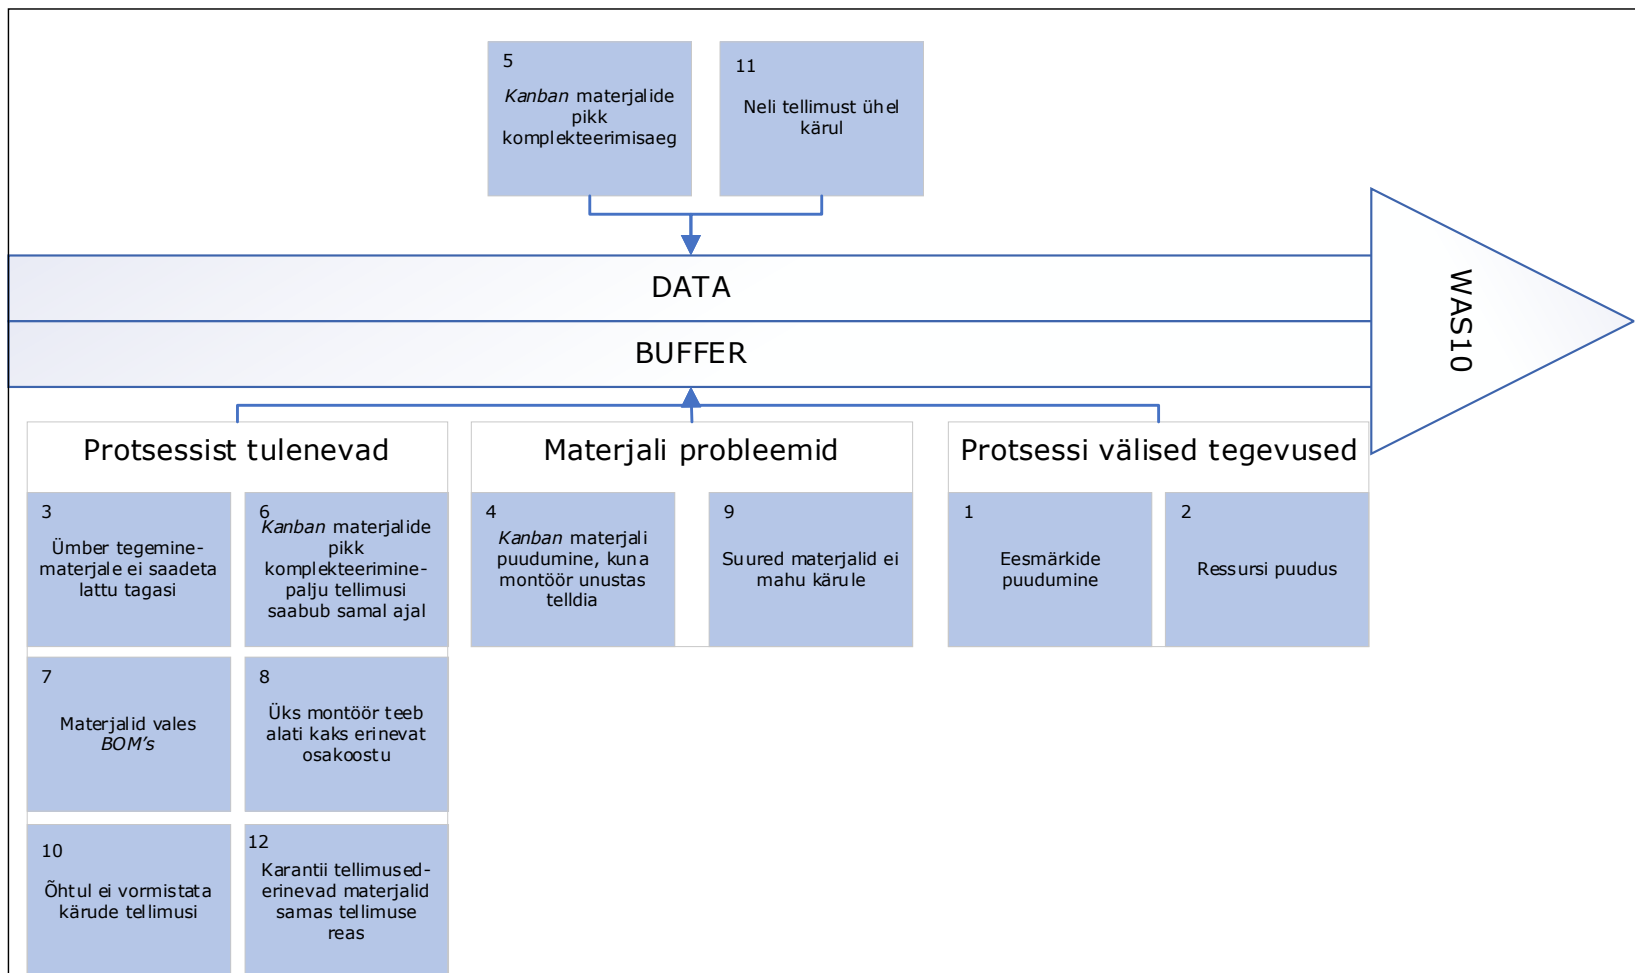 5
Kanban materjalide
pikk
komplekteerimisaeg
11
Neli tellimust ühel
kärul
DATA
BUFFER
WAS10
Protsessist tulenevad
3
Ümber tegemine-
materjale ei saadeta
lattu tagasi
6
Kanban materjalide
pikk
komplekteerimine-
palju tellimusi
saabub samal ajal
7
Materjalid vales
BOM's
8
Üks montöör teeb
alati kaks erinevat
osakoostu
10
Õhtul ei vormistata
kärude tellimusi
12
Karantii tellimused-
erinevad materjalid
samas tellimuse
reas
Materjali probleemid
4
Kanban materjali
puudumine, kuna
montöör unustas
telldia
9
Suured materjalid ei
mahu kärule
Protsessi välised tegevused
1
Eesmärkide
puudumine
2
Ressursi puudus